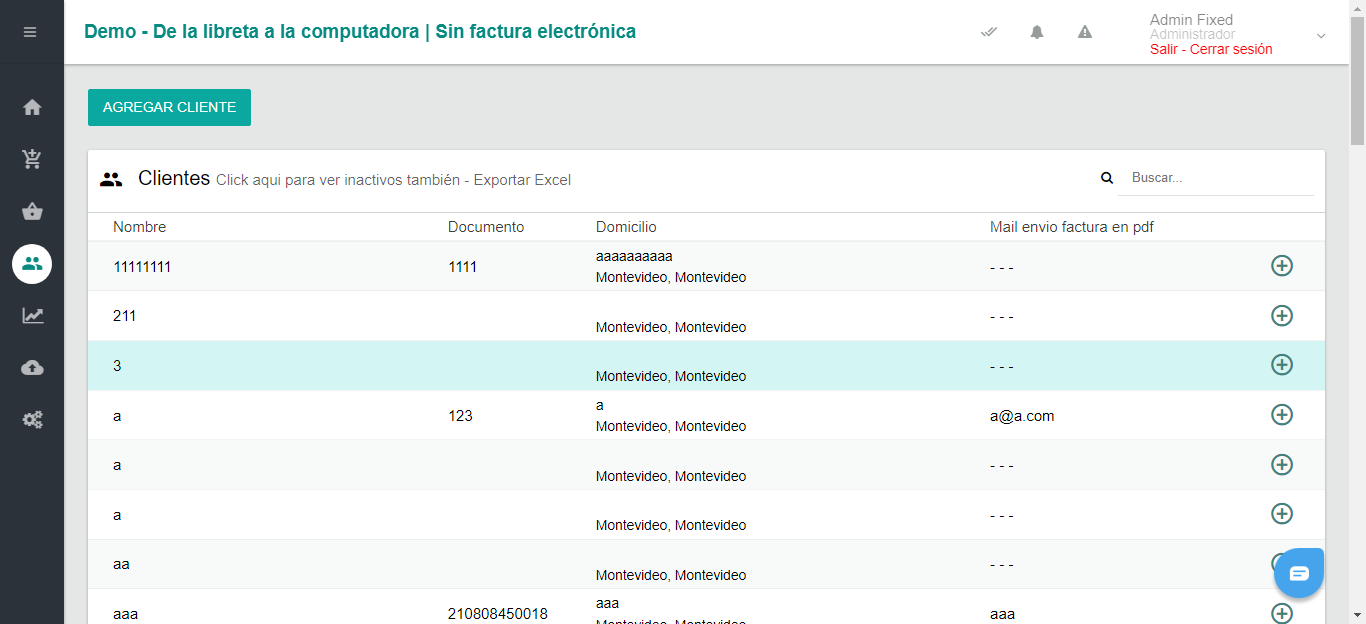 Demo - De la libreta a la computadora | Sin factura electrónica
Admin Fixed
Administrador
Salir - Cerrar sesión
AGREGAR CLIENTE
Clientes Click aqui para ver inactivos también - Exportar Excel
Buscar...
Nombre Documento Domicilio Mail envio factura en pdf
11111111 1111 aaaaaaaaaa
Montevideo, Montevideo - - -
211 Montevideo, Montevideo - - -
3 Montevideo, Montevideo - - -
a 123 a
Montevideo, Montevideo a@a.com
a Montevideo, Montevideo - - -
a Montevideo, Montevideo - - -
aa Montevideo, Montevideo - - -
aaa 210808450018 aaa aaa
Montevideo, Montevideo